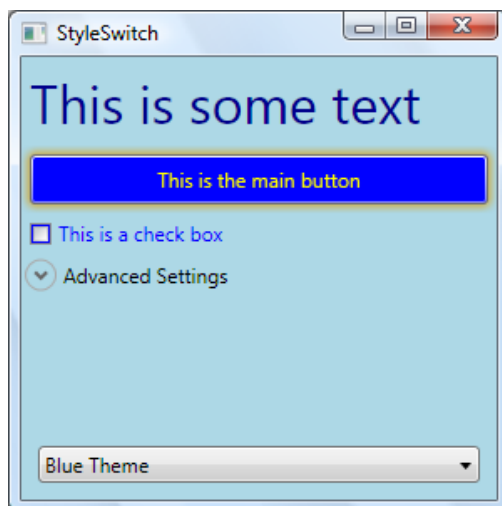 StyleSwitch
This is some text
This is the main button
This is a check box
Advanced Settings
Blue Theme